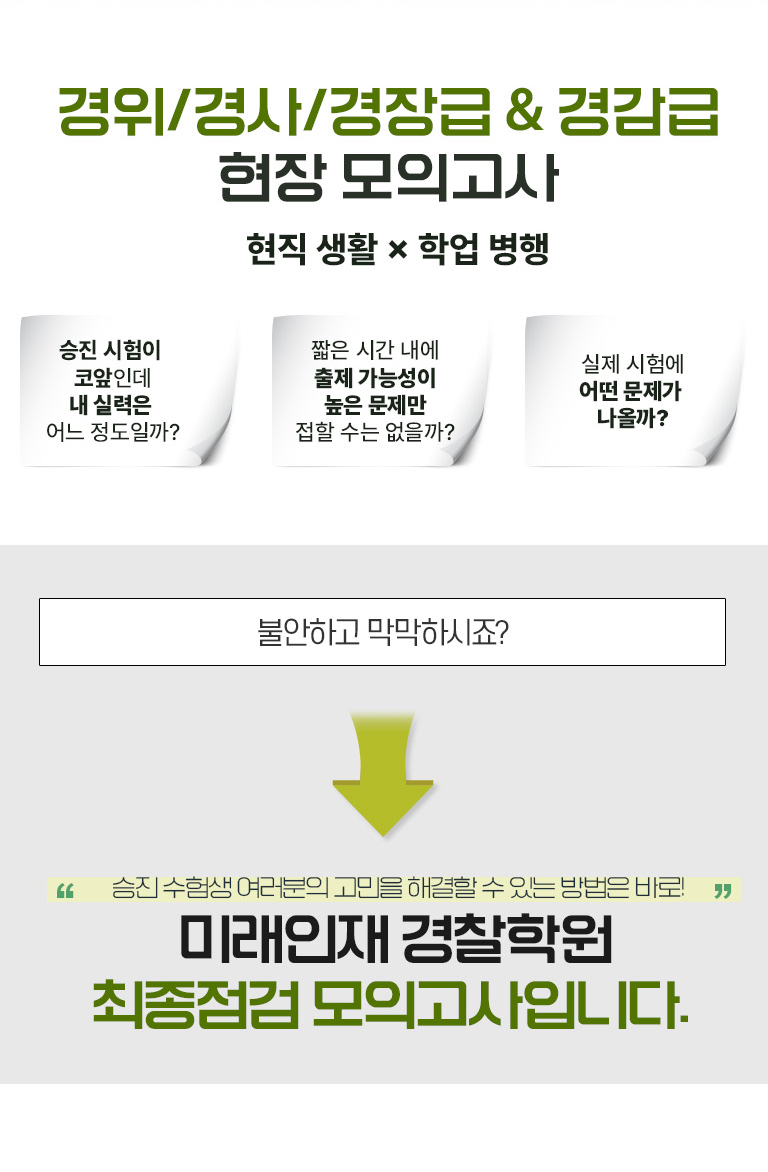 경위/경사/경장급 & 경감급
현장 모의고사
현직 생활 × 학업 병행
승진 시험이
코앞인데
내 실력은
어느 정도일까?
짧은 시간 내에
출제 가능성이
높은 문제만
접할 수는 없을까?
실제 시험에
어떤 문제가
나올까?
불안하고 막막하시죠?
“ 승진 수험생 여러분의 고민을 해결할 수 있는 방법은 바로! ”
미래인재 경찰학원
최종점검 모의고사입니다.